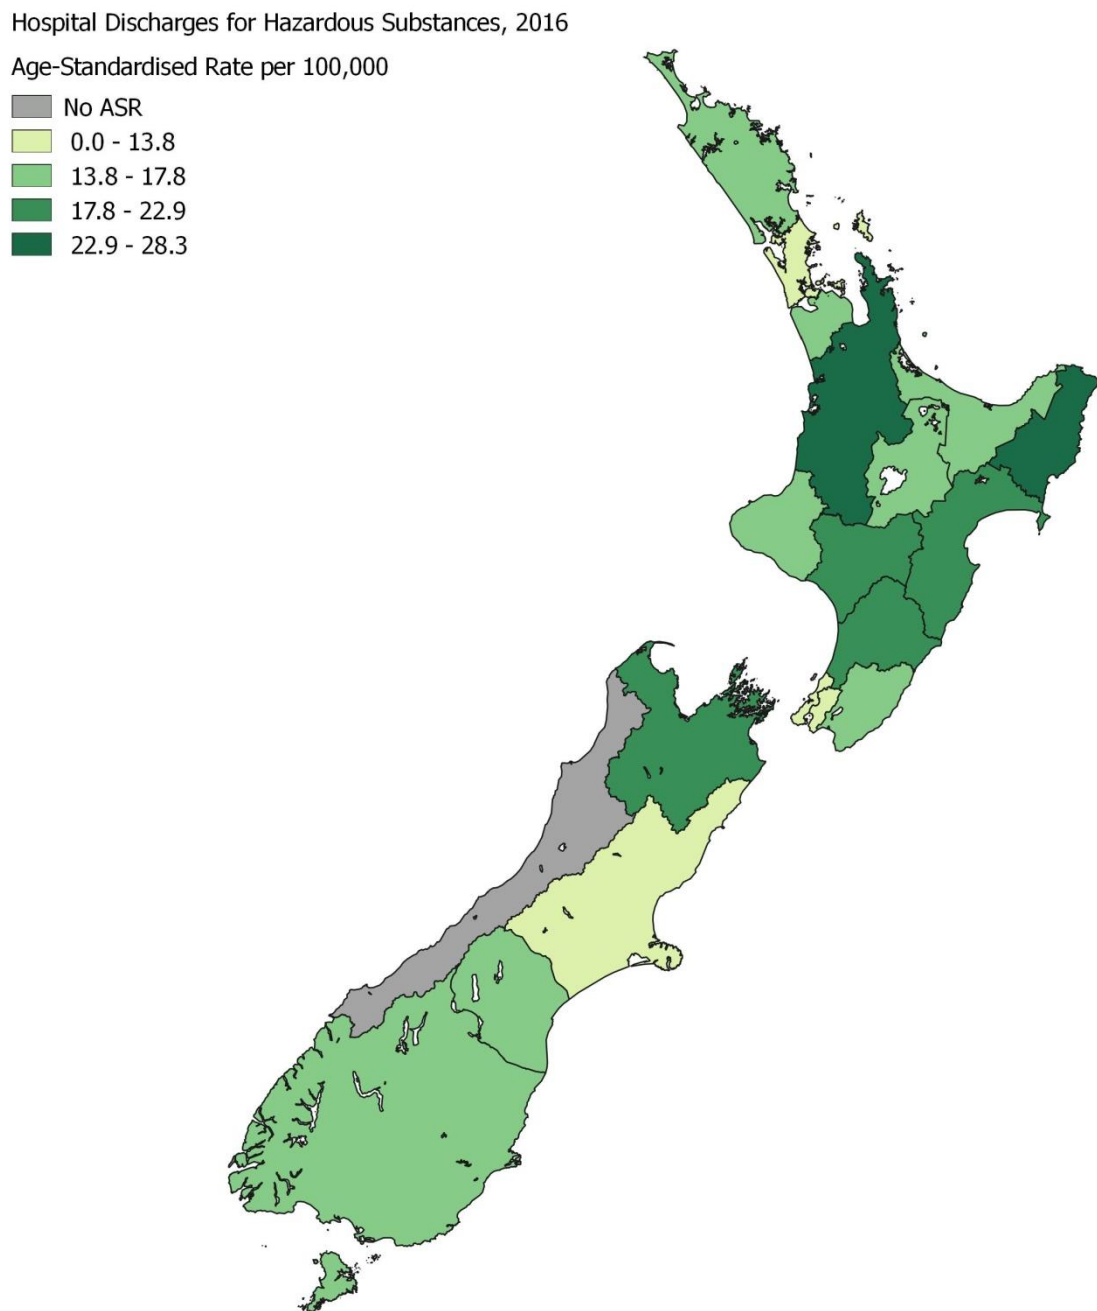 Hospital Discharges for Hazardous Substances, 2016
Age-Standardised Rate per 100,000
No ASR
0.0 - 13.8
13.8 - 17.8
17.8 - 22.9
22.9 - 28.3